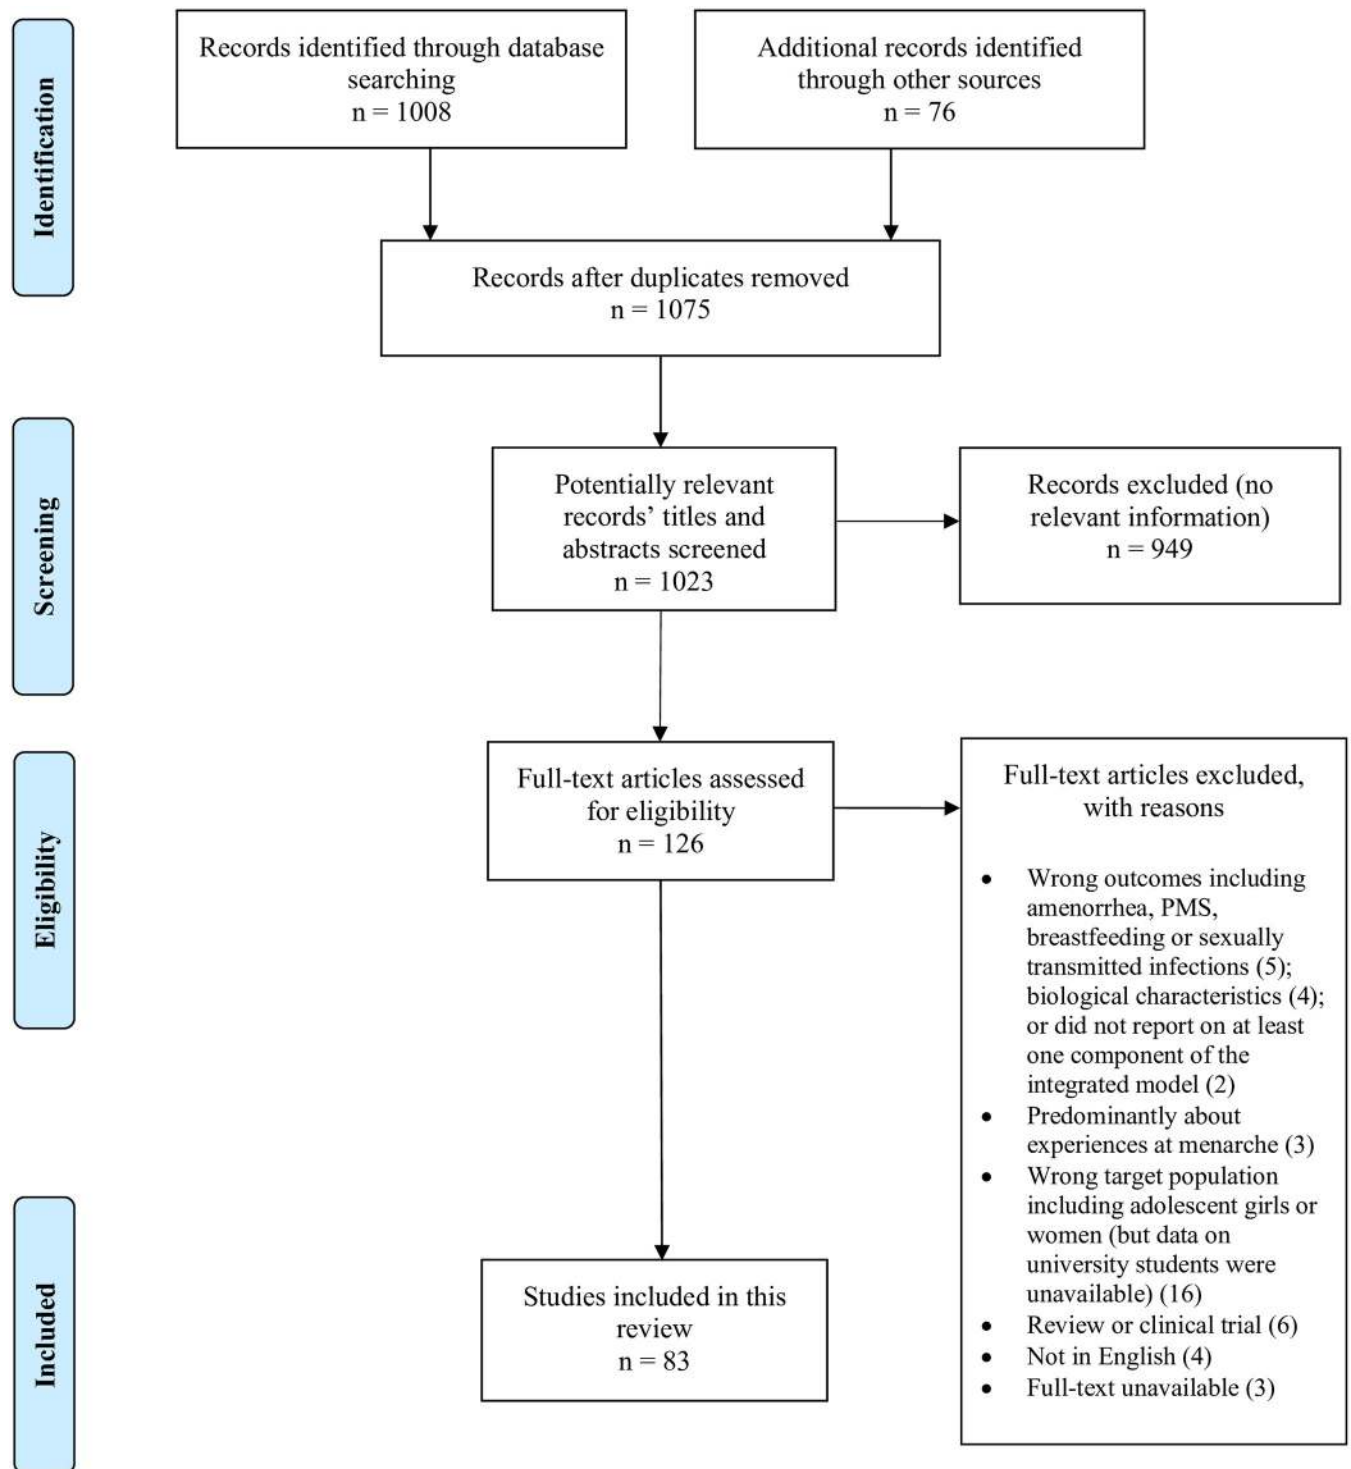 Identification
Records identified through database
searching
n = 1008
Additional records identified
through other sources
n = 76
Records after duplicates removed
n = 1075
Screening
Potentially relevant
records’ titles and
abstracts screened
n = 1023
Records excluded (no
relevant information)
n = 949
Eligibility
Full-text articles assessed
for eligibility
n = 126
Full-text articles excluded,
with reasons
• Wrong outcomes including
amenorrhea, PMS,
breastfeeding or sexually
transmitted infections (5);
biological characteristics (4);
or did not report on at least
one component of the
integrated model (2)
• Predominantly about
experiences at menarche (3)
• Wrong target population
including adolescent girls or
women (but data on
university students were
unavailable) (16)
• Review or clinical trial (6)
• Not in English (4)
• Full-text unavailable (3)
Included
Studies included in this
review
n = 83